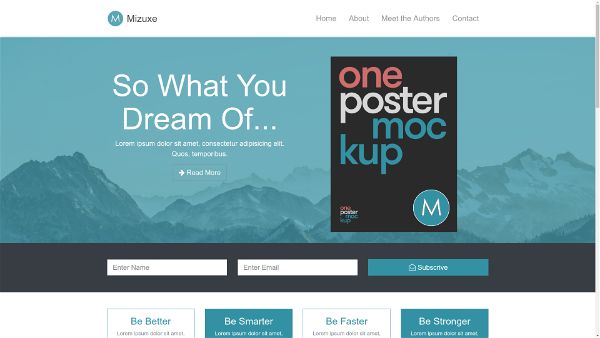 Mizuxe
Home About Meet the Authors Contact
So What You
Dream Of...
Lorem ipsum dolor sit amet, consectetur adipisicing elit.
Quos, temporibus.
Read More
one
poster
moc
kup
one
poster
moc
kup
M
Enter Name
Enter Email
Subscrive
Be Better
Lorem ipsum dolor sit amet,
Be Smarter
Lorem ipsum dolor sit amet,
Be Faster
Lorem ipsum dolor sit amet,
Be Stronger
Lorem ipsum dolor sit amet,